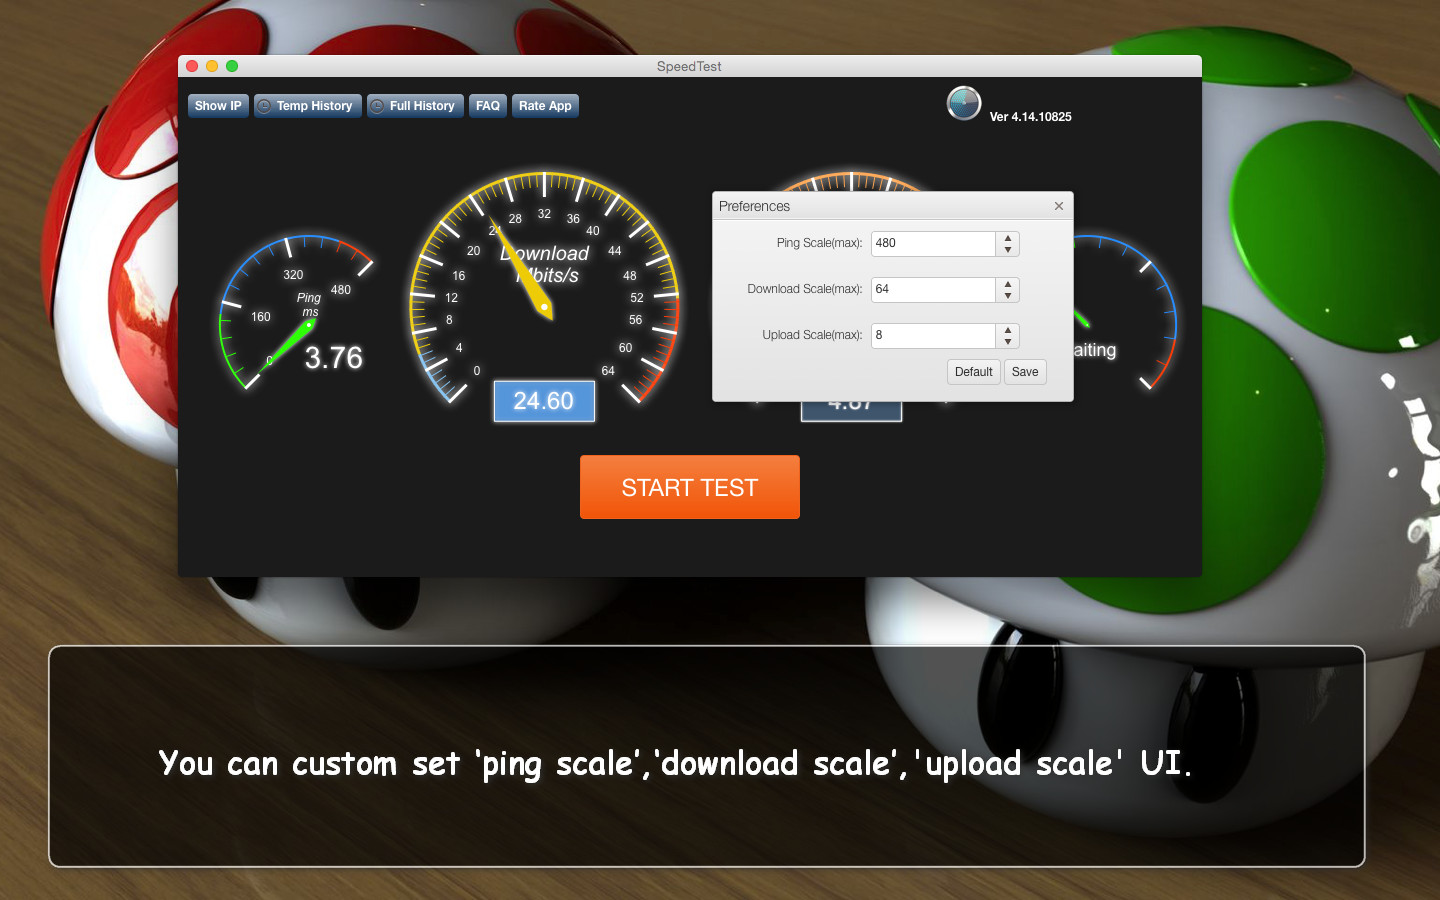 SpeedTest
Show IP Temp History Full History FAQ Rate App
Ver 4.14.10825
0 160 320 480
Ping
ms
3.76
0 4 8 12 16 20 24 28 32 36 40 44 48 52 56 60 64
Download
Mbits/s
24.60
Preferences
Ping Scale(max): 480
Download Scale(max): 64
Upload Scale(max): 8
Default Save
START TEST
You can custom set 'ping scale','download scale','upload scale' UI.